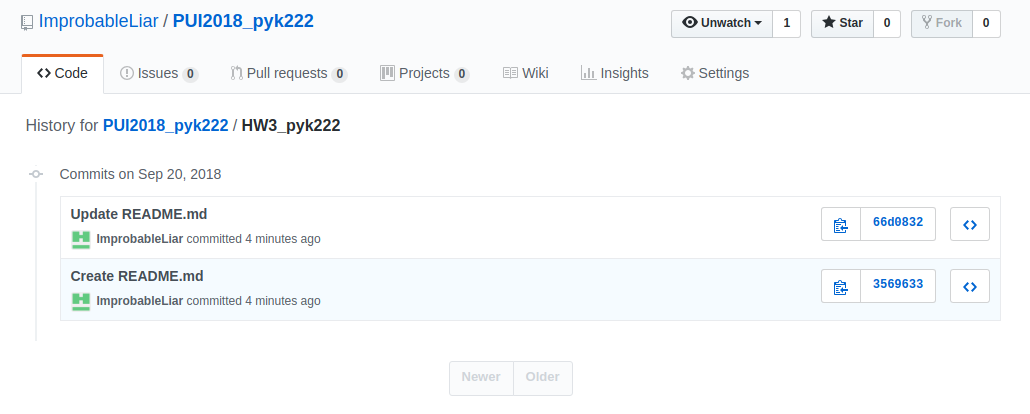 ImprobableLiar / PUI2018_pyk222
Unwatch 1 Star 0 Fork 0
Code Issues 0 Pull requests 0 Projects 0 Wiki Insights Settings
History for PUI2018_pyk222 / HW3_pyk222
Commits on Sep 20, 2018
Update README.md
66d0832
ImprobableLiar committed 4 minutes ago
Create README.md
3569633
ImprobableLiar committed 4 minutes ago
Newer Older